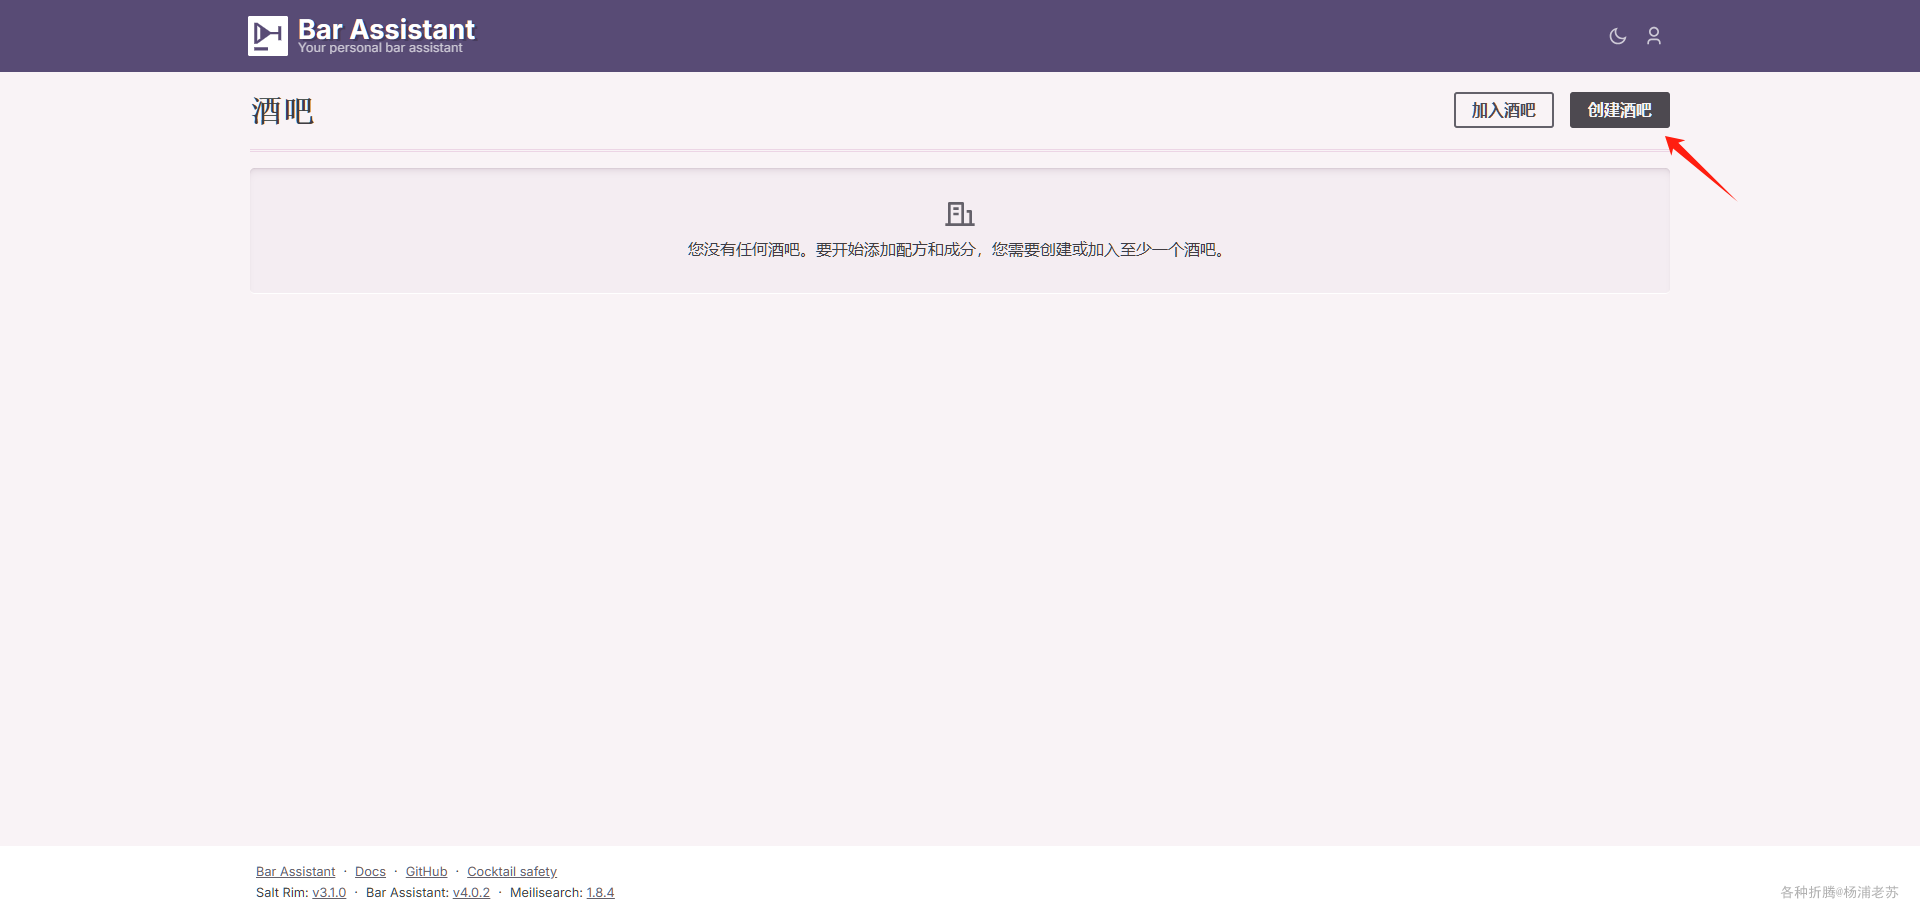 Bar Assistant
Your personal bar assistant
酒吧
加入酒吧
创建酒吧
您没有任何酒吧。要开始添加配方和成分，您需要创建或加入至少一个酒吧。
Bar Assistant · Docs · GitHub · Cocktail safety
Salt Rim: v3.1.0 · Bar Assistant: v4.0.2 · Meilisearch: 1.8.4
各种折腾@杨浦老苏